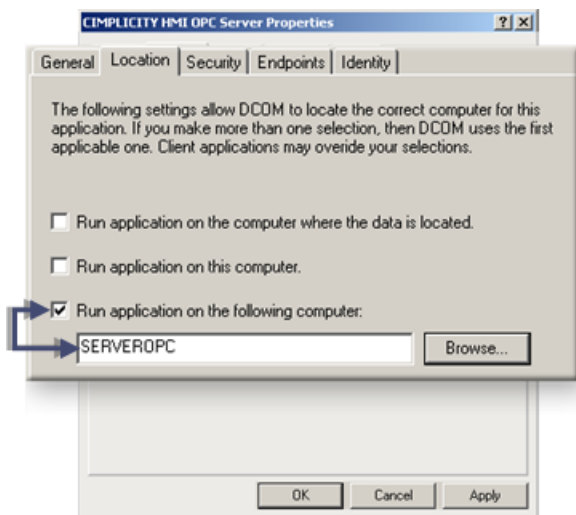 CIMPLICITY HMI OPC Server Properties
General Location Security Endpoints Identity
The following settings allow DCOM to locate the correct computer for this
application. If you make more than one selection, then DCOM uses the first
applicable one. Client applications may overide your selections.
Run application on the computer where the data is located.
Run application on this computer.
Run application on the following computer:
SERVEROPC
Browse...
OK Cancel Apply